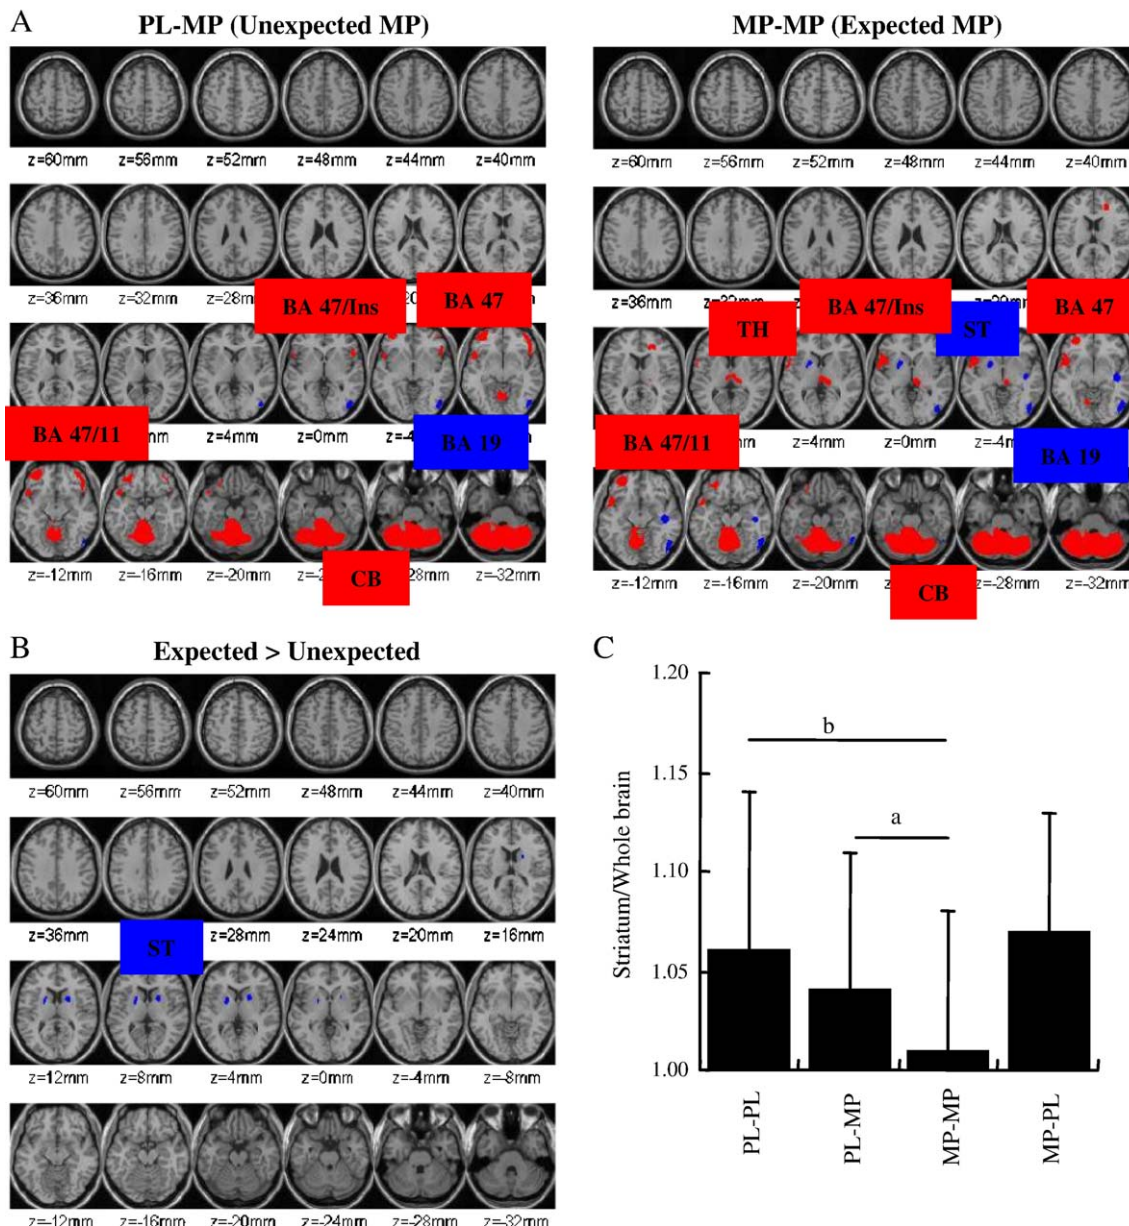 A
PL-MP (Unexpected MP)
z=60mm z=56mm z=52mm z=48mm z=44mm z=40mm
z=36mm z=32mm
BA 47/Ins
BA 47
z=4mm z=0mm
BA 47/11
BA 19
z=-12mm z=-16mm z=-20mm
CB
z=-32mm
MP-MP (Expected MP)
z=60mm z=56mm z=52mm z=48mm z=44mm z=40mm
z=36mm
TH
BA 47/Ins
ST
BA 47
z=4mm z=0mm
BA 47/11
BA 19
z=-12mm z=-16mm z=-20mm
CB
z=-28mm z=-32mm
B
Expected > Unexpected
z=60mm z=56mm z=52mm z=48mm z=44mm z=40mm
z=36mm
ST
z=28mm z=24mm z=20mm z=16mm
z=12mm z=8mm z=4mm z=0mm z=-4mm z=-8mm
z=-12mm z=-16mm z=-20mm z=-24mm z=-28mm z=-32mm
C
Striatum/Whole brain
1.20
1.15
1.10
1.05
1.00
b
a
PL-PL
PL-MP
MP-MP
MP-PL